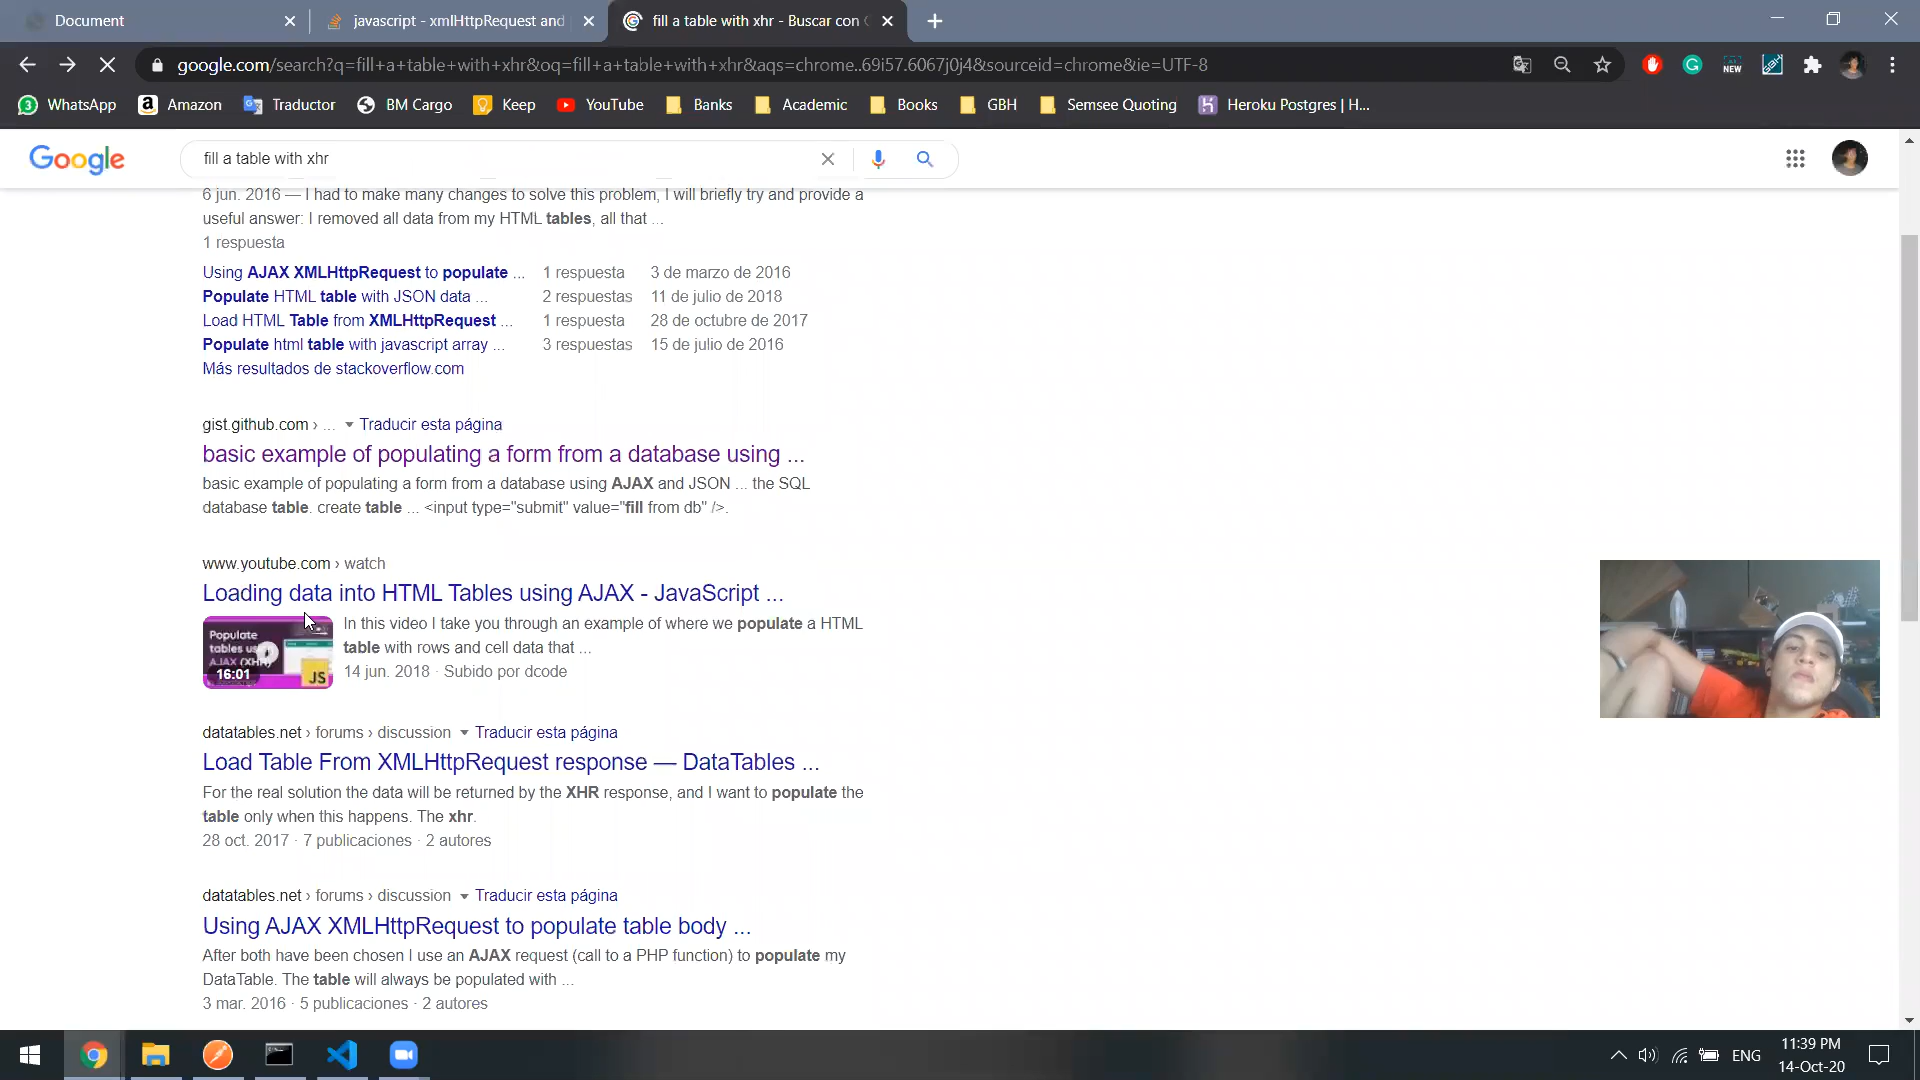 Document
javascript - xmlHttpRequest and
fill a table with xhr - Buscar con
google.com/search?q=fill+a+table+with+xhr&oq=fill+a+table+with+xhr&aqs=chrome..69i57.6067j0j4&sourceid=chrome&ie=UTF-8
NEW
WhatsApp
Amazon
Traductor
BM Cargo
Keep
YouTube
Banks
Academic
Books
GBH
Semsee Quoting
Heroku Postgres | H...
Google
fill a table with xhr
6 jun. 2016 — I had to make many changes to solve this problem, I will briefly try and provide a
useful answer: I removed all data from my HTML tables, all that ...
1 respuesta
Using AJAX XMLHttpRequest to populate ... 1 respuesta 3 de marzo de 2016
Populate HTML table with JSON data ... 2 respuestas 11 de julio de 2018
Load HTML Table from XMLHttpRequest ... 1 respuesta 28 de octubre de 2017
Populate html table with javascript array ... 3 respuestas 15 de julio de 2016
Más resultados de stackoverflow.com
gist.github.com › ... Traducir esta página
basic example of populating a form from a database using ...
basic example of populating a form from a database using AJAX and JSON ... the SQL
database table. create table ... <input type="submit" value="fill from db" />.
www.youtube.com › watch
Loading data into HTML Tables using AJAX - JavaScript ...
Populate
tables using
AJAX (XHR)
16:01
JS
In this video I take you through an example of where we populate a HTML
table with rows and cell data that ...
14 jun. 2018 · Subido por dcode
datatables.net › forums › discussion Traducir esta página
Load Table From XMLHttpRequest response — DataTables ...
For the real solution the data will be returned by the XHR response, and I want to populate the
table only when this happens. The xhr.
28 oct. 2017 · 7 publicaciones · 2 autores
datatables.net › forums › discussion Traducir esta página
Using AJAX XMLHttpRequest to populate table body ...
After both have been chosen I use an AJAX request (call to a PHP function) to populate my
DataTable. The table will always be populated with ...
3 mar. 2016 · 5 publicaciones · 2 autores
ENG
11:39 PM
14-Oct-20